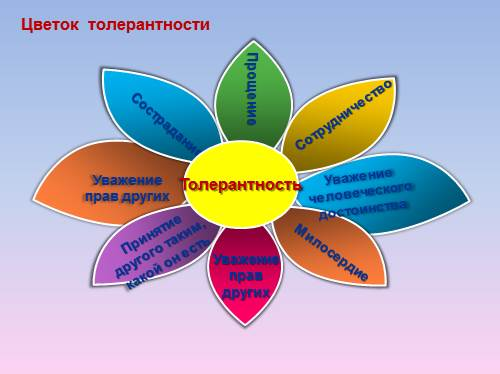 Цветок толерантности
Прощение
Сотрудничество
Уважение
человеческого
достоинства
Милосердие
Уважение
прав
других
Принятие
другого таким,
какой он есть
Уважение
прав других
Сострадание
Толерантность